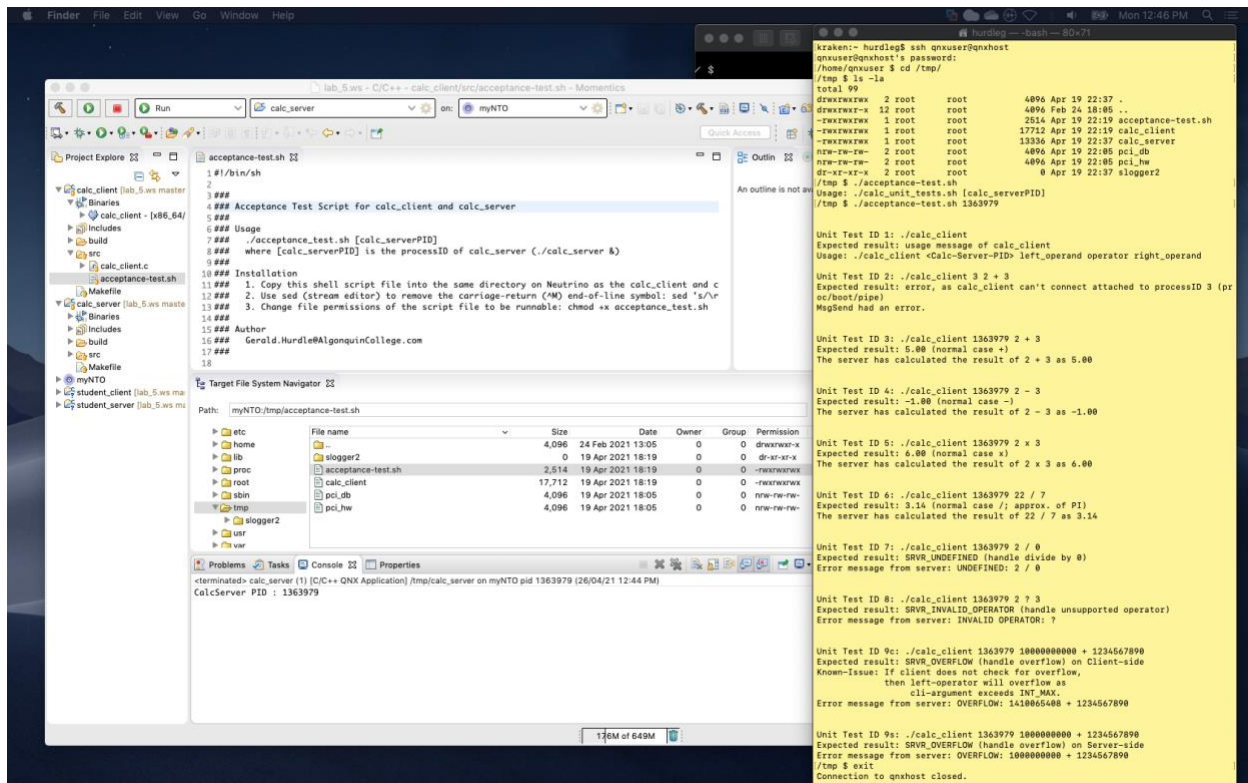 Finder File Edit View Go Window Help
Mon 12:46 PM
/ $
lab_5.ws - C/C++ - calc_client/src/acceptance-test.sh - Momentics
Run
calc_server
on:
myNTO
Quick Access
Project Explore
calc_client [lab_5.ws master
Binaries
calc_client - [x86_64/
Includes
build
src
calc_client.c
acceptance-test.sh
Makefile
calc_server [lab_5.ws maste
Binaries
Includes
build
src
Makefile
myNTO
student_client [lab_5.ws ma
student_server [lab_5.ws ma
acceptance-test.sh
1 #!/bin/sh
2
3 ###
4 ### Acceptance Test Script for calc_client and calc_server
5 ###
6 ### Usage
7 ### ./acceptance_test.sh [calc_serverPID]
8 ### where [calc_serverPID] is the processID of calc_server (./calc_server &)
9 ###
10 ### Installation
11 ### 1. Copy this shell script file into the same directory on Neutrino as the calc_client and c
12 ### 2. Use sed (stream editor) to remove the carriage-return (^M) end-of-line symbol: sed 's/\r
13 ### 3. Change file permissions of the script file to be runnable: chmod +x acceptance_test.sh
14 ###
15 ### Author
16 ### Gerald.Hurdle@AlgonquinCollege.com
17 ###
18
Outlin
An outline is not av
Target File System Navigator
Path: myNTO:/tmp/acceptance-test.sh
etc
home
lib
proc
root
sbin
tmp
slogger2
usr
var
File name Size Date Owner Group Permission
.. 4,096 24 Feb 2021 13:05 0 0 drwxrwxr-x
slogger2 0 19 Apr 2021 18:19 0 0 dr-xr-xr-x
acceptance-test.sh 2,514 19 Apr 2021 18:19 0 0 -rwxrwxrwx
calc_client 17,712 19 Apr 2021 18:19 0 0 -rwxrwxrwx
pci_db 4,096 19 Apr 2021 18:05 0 0 nrw-rw-rw-
pci_hw 4,096 19 Apr 2021 18:05 0 0 nrw-rw-rw-
Problems Tasks Console Properties
<terminated> calc_server (1) [C/C++ QNX Application] /tmp/calc_server on myNTO pid 1363979 (26/04/21 12:44 PM)
CalcServer PID : 1363979
176M of 649M
hurdleg — -bash — 80×71
kraken:~ hurdleg$ ssh qnxuser@qnxhost
qnxuser@qnxhost's password:
/home/qnxuser $ cd /tmp/
/tmp $ ls -la
total 99
drwxrwxrwx 2 root root 4096 Apr 19 22:37 .
drwxrwxr-x 12 root root 4096 Feb 24 18:05 ..
-rwxrwxrwx 1 root root 2514 Apr 19 22:19 acceptance-test.sh
-rwxrwxrwx 1 root root 17712 Apr 19 22:19 calc_client
-rwxrwxrwx 1 root root 13336 Apr 19 22:37 calc_server
nrw-rw-rw- 2 root root 4096 Apr 19 22:05 pci_db
nrw-rw-rw- 2 root root 4096 Apr 19 22:05 pci_hw
dr-xr-xr-x 2 root root 0 Apr 19 22:37 slogger2
/tmp $ ./acceptance-test.sh
Usage: ./calc_unit_tests.sh [calc_serverPID]
/tmp $ ./acceptance-test.sh 1363979
Unit Test ID 1: ./calc_client
Expected result: usage message of calc_client
Usage: ./calc_client <Calc-Server-PID> left_operand operator right_operand
Unit Test ID 2: ./calc_client 3 2 + 3
Expected result: error, as calc_client can't connect attached to processID 3 (pr
oc/boot/pipe)
MsgSend had an error.
Unit Test ID 3: ./calc_client 1363979 2 + 3
Expected result: 5.00 (normal case +)
The server has calculated the result of 2 + 3 as 5.00
Unit Test ID 4: ./calc_client 1363979 2 - 3
Expected result: -1.00 (normal case -)
The server has calculated the result of 2 - 3 as -1.00
Unit Test ID 5: ./calc_client 1363979 2 x 3
Expected result: 6.00 (normal case x)
The server has calculated the result of 2 x 3 as 6.00
Unit Test ID 6: ./calc_client 1363979 22 / 7
Expected result: 3.14 (normal case /; approx. of PI)
The server has calculated the result of 22 / 7 as 3.14
Unit Test ID 7: ./calc_client 1363979 2 / 0
Expected result: SRVR_UNDEFINED (handle divide by 0)
Error message from server: UNDEFINED: 2 / 0
Unit Test ID 8: ./calc_client 1363979 2 ? 3
Expected result: SRVR_INVALID_OPERATOR (handle unsupported operator)
Error message from server: INVALID OPERATOR: ?
Unit Test ID 9c: ./calc_client 1363979 10000000000 + 1234567890
Expected result: SRVR_OVERFLOW (handle overflow) on Client-side
Known-Issue: If client does not check for overflow,
then left-operator will overflow as
cli-argument exceeds INT_MAX.
Error message from server: OVERFLOW: 1410065408 + 1234567890
Unit Test ID 9s: ./calc_client 1363979 1000000000 + 1234567890
Expected result: SRVR_OVERFLOW (handle overflow) on Server-side
Error message from server: OVERFLOW: 1000000000 + 1234567890
/tmp $ exit
Connection to qnxhost closed.